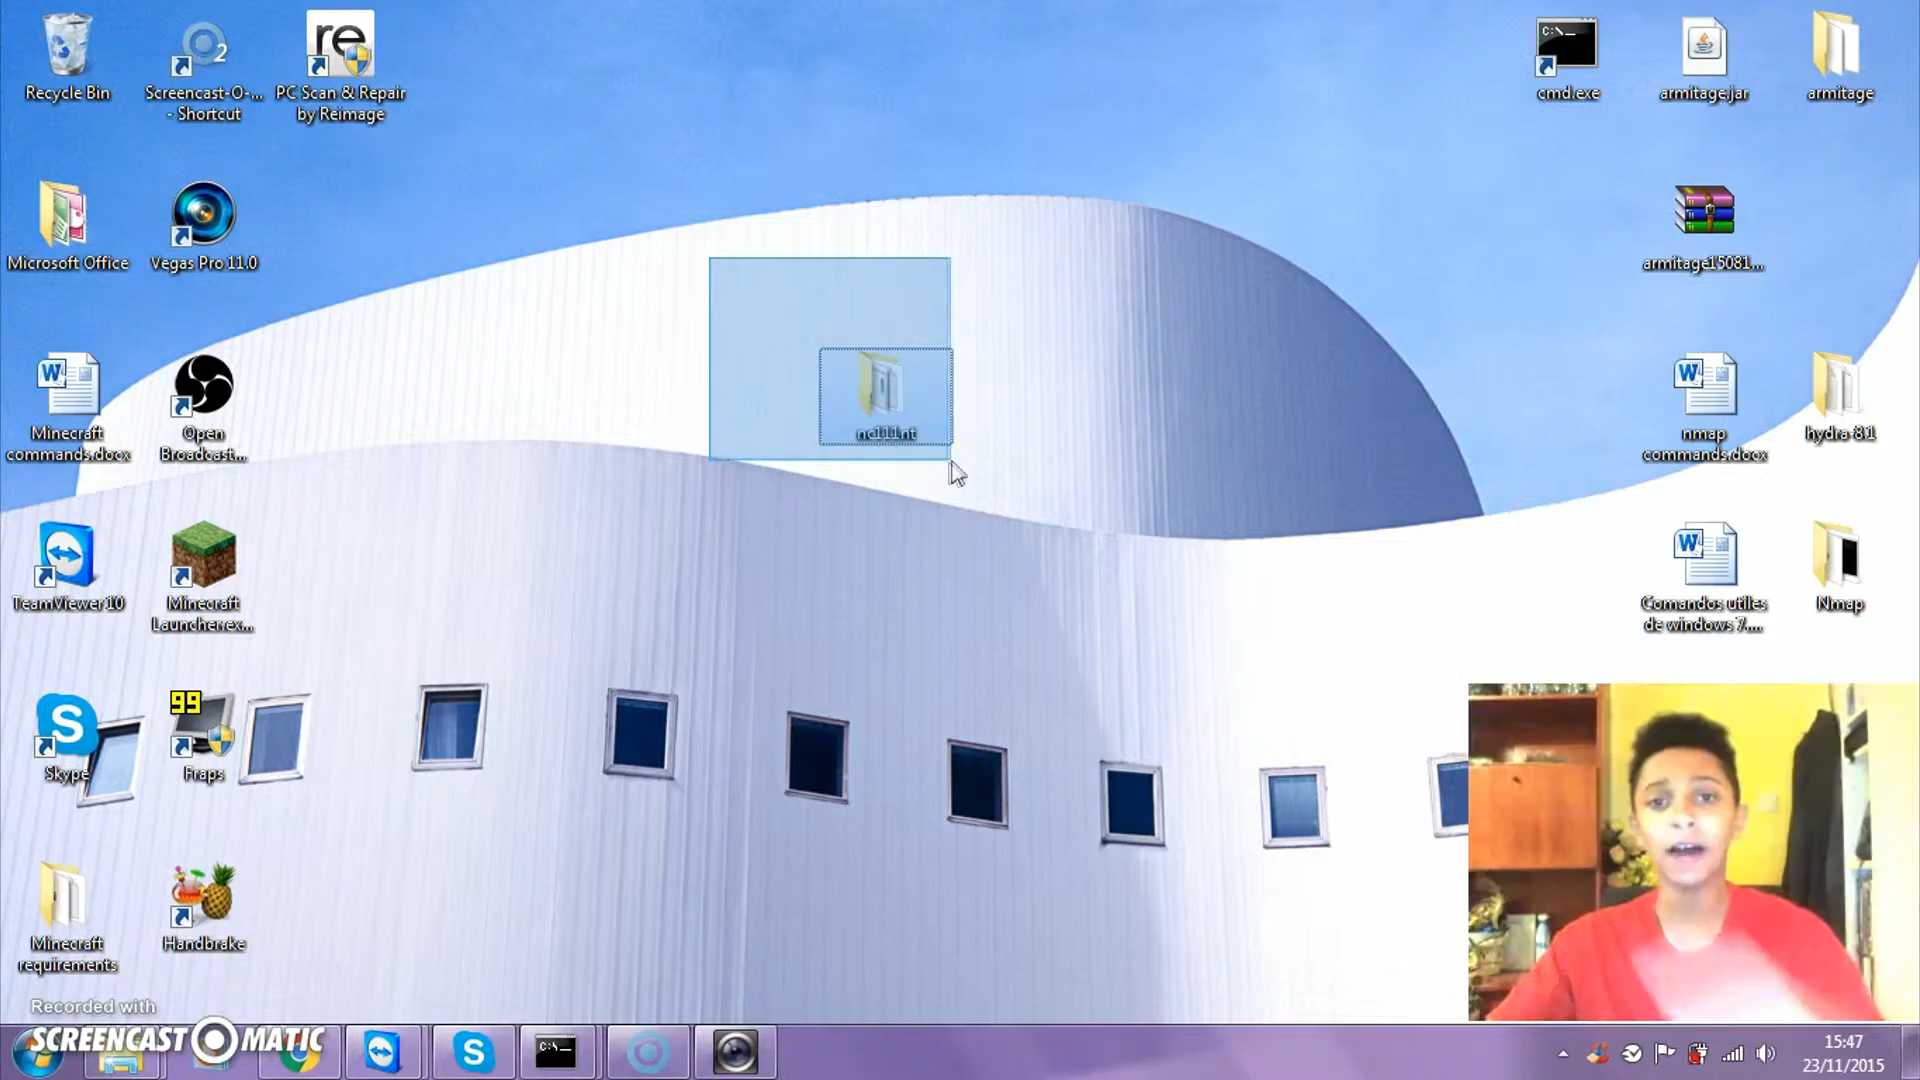 Recycle Bin
Screencast-O-...
- Shortcut
2
re
PC Scan & Repair
by Reimage
C:\_
cmd.exe
armitage.jar
armitage
Microsoft Office
Vegas Pro 11.0
armitage15081...
W
Minecraft
commands.docx
Open
Broadcast...
nc111nt
W
nmap
commands.docx
hydra-8.1
TeamViewer 10
Minecraft
Launcher.ex...
W
Comandos utiles
de windows 7....
Nmap
S
Skype
99
Fraps
Minecraft
requirements
Handbrake
Recorded with
SCREENCAST MATIC
S
C:\_
15:47
23/11/2015